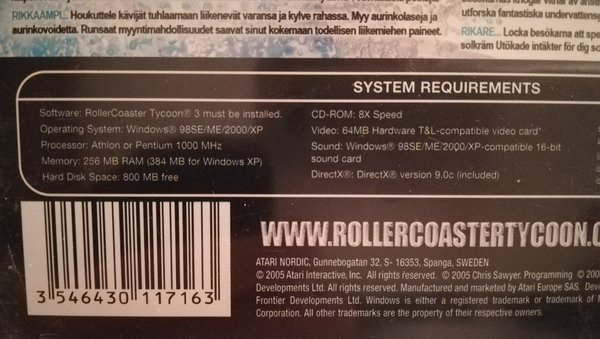 RIKKAAMPI... Houkuttele kävijät tuhlaamaan liikenevät varansa ja kylve rahassa. Myy aurinkolaseja ja
aurinkovoidetta. Runsaat myyntimahdollisuudet saavat sinut kokemaan todellisen liikemiehen paineet.
utforska fantastiska undervattens
RIKARE... Locka besökarna att spe
solkräm Utökade intäkter för dig so
SYSTEM REQUIREMENTS
Software: RollerCoaster Tycoon® 3 must be installed.
Operating System: Windows® 98SE/ME/2000/XP
Processor: Athlon or Pentium 1000 MHz
Memory: 256 MB RAM (384 MB for Windows XP)
Hard Disk Space: 800 MB free
CD-ROM: 8X Speed
Video: 64MB Hardware T&L-compatible video card*
Sound: Windows® 98SE/ME/2000/XP-compatible 16-bit
sound card
DirectX®: DirectX® version 9.0c (included)
3 546430 117163
WWW.ROLLERCOASTERTYCOON.C
ATARI NORDIC, Gunnebogatan 32, S- 16353, Spanga, SWEDEN
© 2005 Atari Interactive, Inc. All rights reserved. © 2005 Chris Sawyer. Programming © 200
Developments Ltd. All rights reserved. Manufactured and marketed by Atari Europe SAS. Deve
Frontier Developments Ltd. Windows is either a registered trademark or trademark of M
Corporation. All other trademarks are the property of their respective owners.